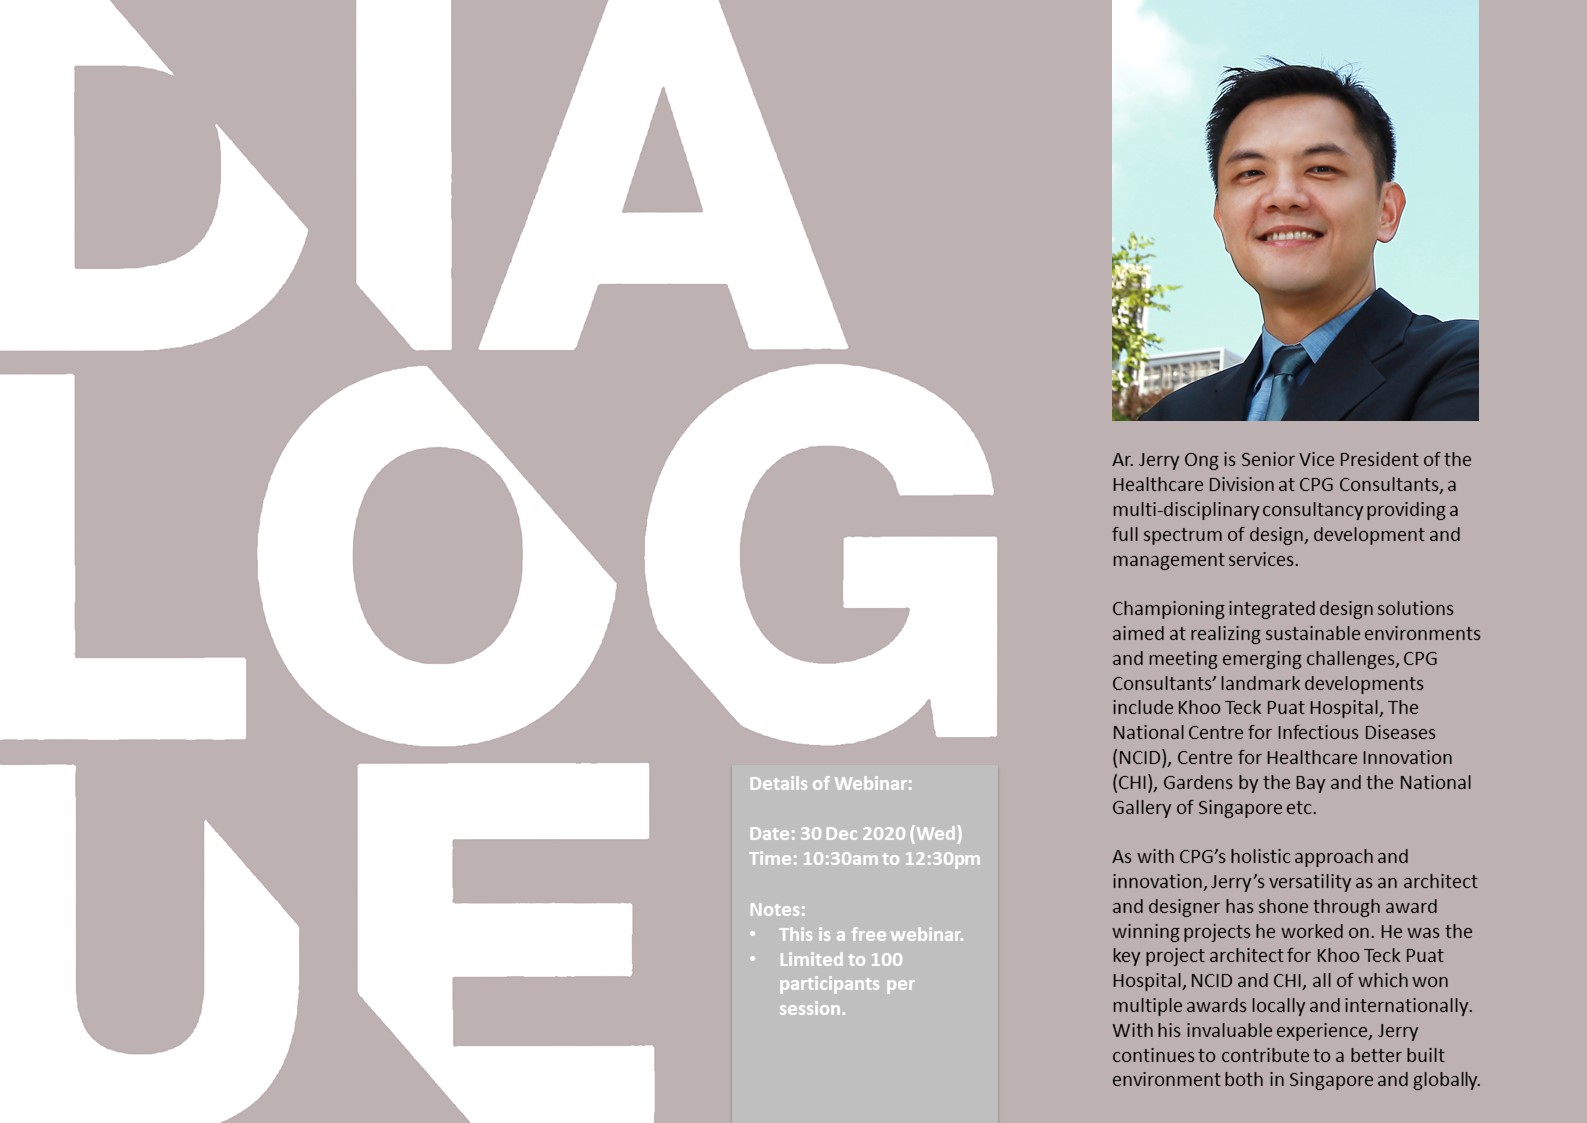 DIA
LOG
UE
Details of Webinar:
Date: 30 Dec 2020 (Wed)
Time: 10:30am to 12:30pm
Notes:
• This is a free webinar.
• Limited to 100
participants per
session.
Ar. Jerry Ong is Senior Vice President of the
Healthcare Division at CPG Consultants, a
multi-disciplinary consultancy providing a
full spectrum of design, development and
management services.
Championing integrated design solutions
aimed at realizing sustainable environments
and meeting emerging challenges, CPG
Consultants’ landmark developments
include Khoo Teck Puat Hospital, The
National Centre for Infectious Diseases
(NCID), Centre for Healthcare Innovation
(CHI), Gardens by the Bay and the National
Gallery of Singapore etc.
As with CPG’s holistic approach and
innovation, Jerry’s versatility as an architect
and designer has shone through award
winning projects he worked on. He was the
key project architect for Khoo Teck Puat
Hospital, NCID and CHI, all of which won
multiple awards locally and internationally.
With his invaluable experience, Jerry
continues to contribute to a better built
environment both in Singapore and globally.